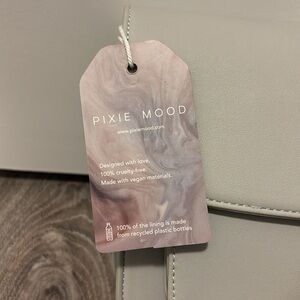 PIXIE MOOD
www.pixiemood.com
Designed with love.
100% cruelty-free.
Made with vegan materials.
100% of the lining is made
from recycled plastic bottles